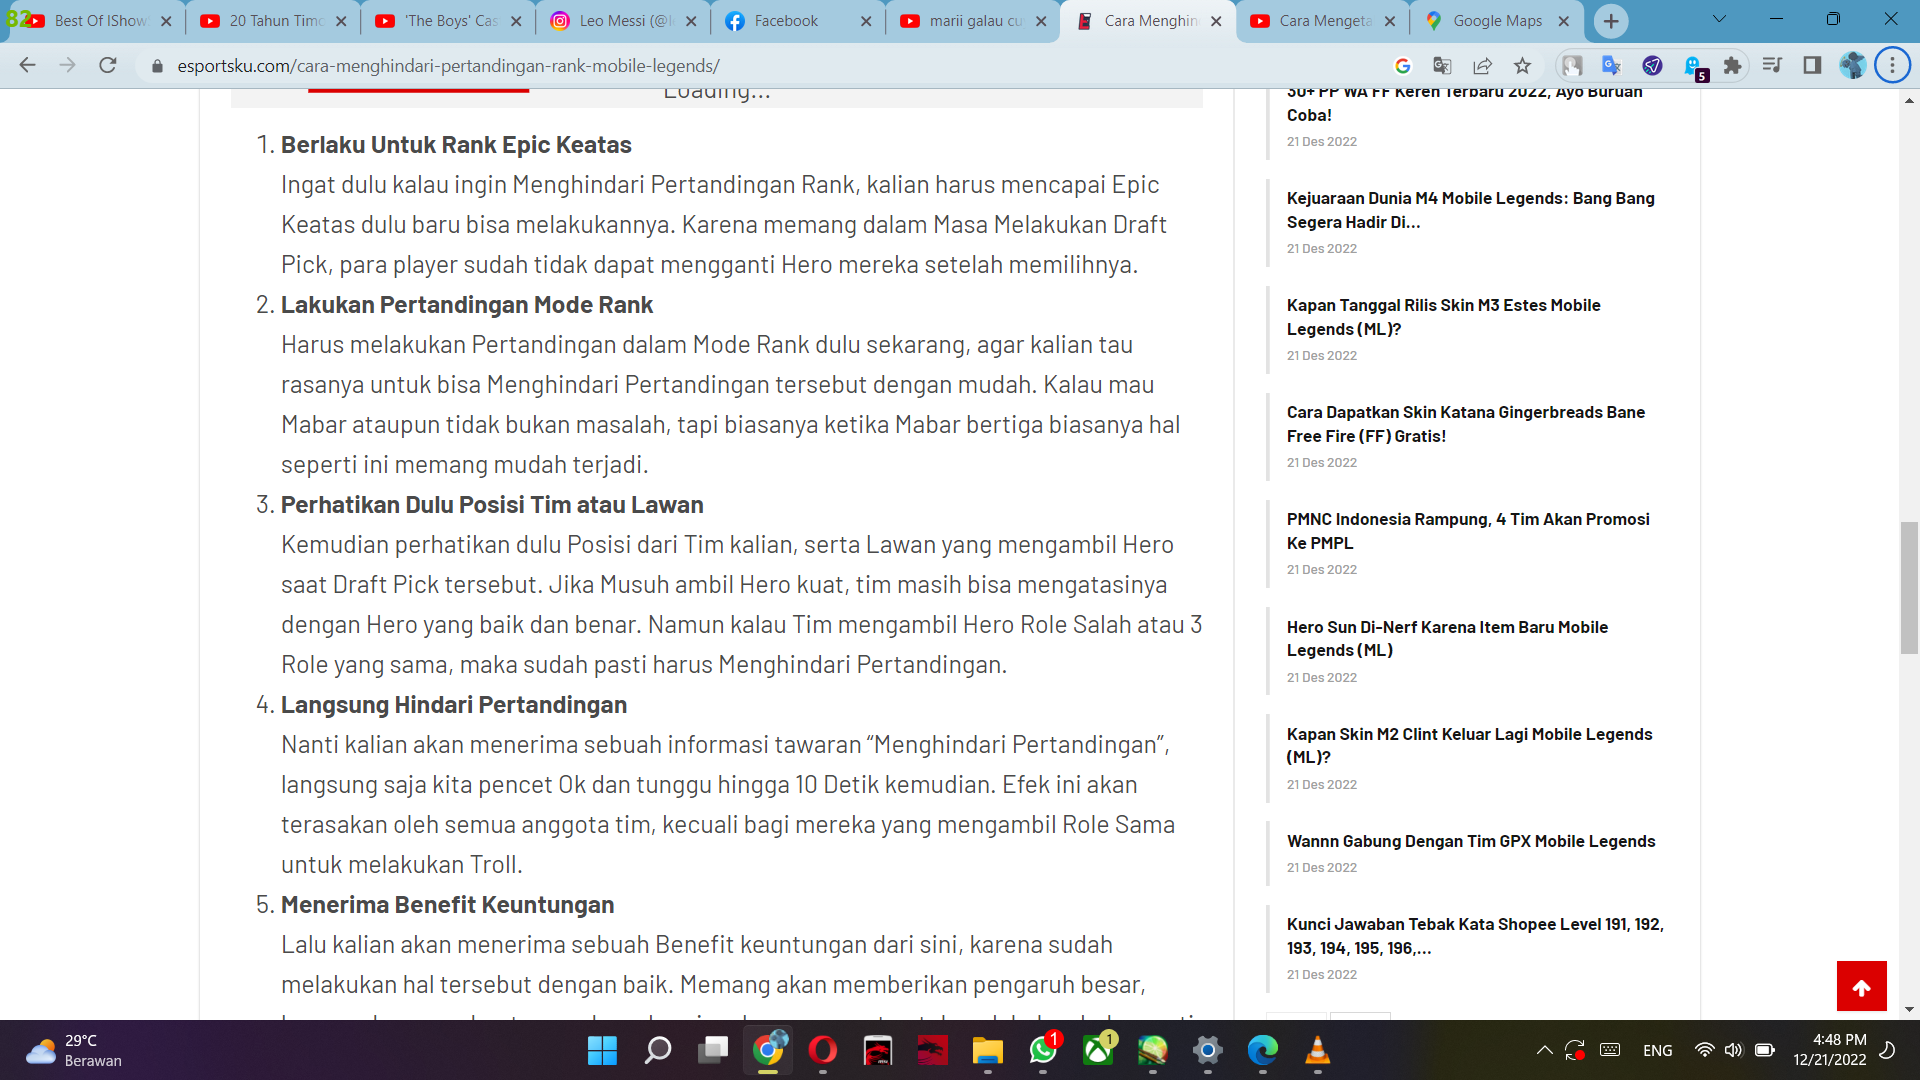 82
Best Of IShow
20 Tahun Timo
'The Boys' Cas
Leo Messi (@le
Facebook
marii galau cu
Cara Menghin
Cara Mengeta
Google Maps
esportsku.com/cara-menghindari-pertandingan-rank-mobile-legends/
5
Loading...
1. Berlaku Untuk Rank Epic Keatas
Ingat dulu kalau ingin Menghindari Pertandingan Rank, kalian harus mencapai Epic
Keatas dulu baru bisa melakukannya. Karena memang dalam Masa Melakukan Draft
Pick, para player sudah tidak dapat mengganti Hero mereka setelah memilihnya.
2. Lakukan Pertandingan Mode Rank
Harus melakukan Pertandingan dalam Mode Rank dulu sekarang, agar kalian tau
rasanya untuk bisa Menghindari Pertandingan tersebut dengan mudah. Kalau mau
Mabar ataupun tidak bukan masalah, tapi biasanya ketika Mabar bertiga biasanya hal
seperti ini memang mudah terjadi.
3. Perhatikan Dulu Posisi Tim atau Lawan
Kemudian perhatikan dulu Posisi dari Tim kalian, serta Lawan yang mengambil Hero
saat Draft Pick tersebut. Jika Musuh ambil Hero kuat, tim masih bisa mengatasinya
dengan Hero yang baik dan benar. Namun kalau Tim mengambil Hero Role Salah atau 3
Role yang sama, maka sudah pasti harus Menghindari Pertandingan.
4. Langsung Hindari Pertandingan
Nanti kalian akan menerima sebuah informasi tawaran “Menghindari Pertandingan”,
langsung saja kita pencet Ok dan tunggu hingga 10 Detik kemudian. Efek ini akan
terasakan oleh semua anggota tim, kecuali bagi mereka yang mengambil Role Sama
untuk melakukan Troll.
5. Menerima Benefit Keuntungan
Lalu kalian akan menerima sebuah Benefit keuntungan dari sini, karena sudah
melakukan hal tersebut dengan baik. Memang akan memberikan pengaruh besar,
30+ PP WA FF Keren Terbaru 2022, Ayo Buruan
Coba!
21 Des 2022
Kejuaraan Dunia M4 Mobile Legends: Bang Bang
Segera Hadir Di...
21 Des 2022
Kapan Tanggal Rilis Skin M3 Estes Mobile
Legends (ML)?
21 Des 2022
Cara Dapatkan Skin Katana Gingerbreads Bane
Free Fire (FF) Gratis!
21 Des 2022
PMNC Indonesia Rampung, 4 Tim Akan Promosi
Ke PMPL
21 Des 2022
Hero Sun Di-Nerf Karena Item Baru Mobile
Legends (ML)
21 Des 2022
Kapan Skin M2 Clint Keluar Lagi Mobile Legends
(ML)?
21 Des 2022
Wannn Gabung Dengan Tim GPX Mobile Legends
21 Des 2022
Kunci Jawaban Tebak Kata Shopee Level 191, 192,
193, 194, 195, 196,...
21 Des 2022
29°C
Berawan
1
1
ENG
4:48 PM
12/21/2022